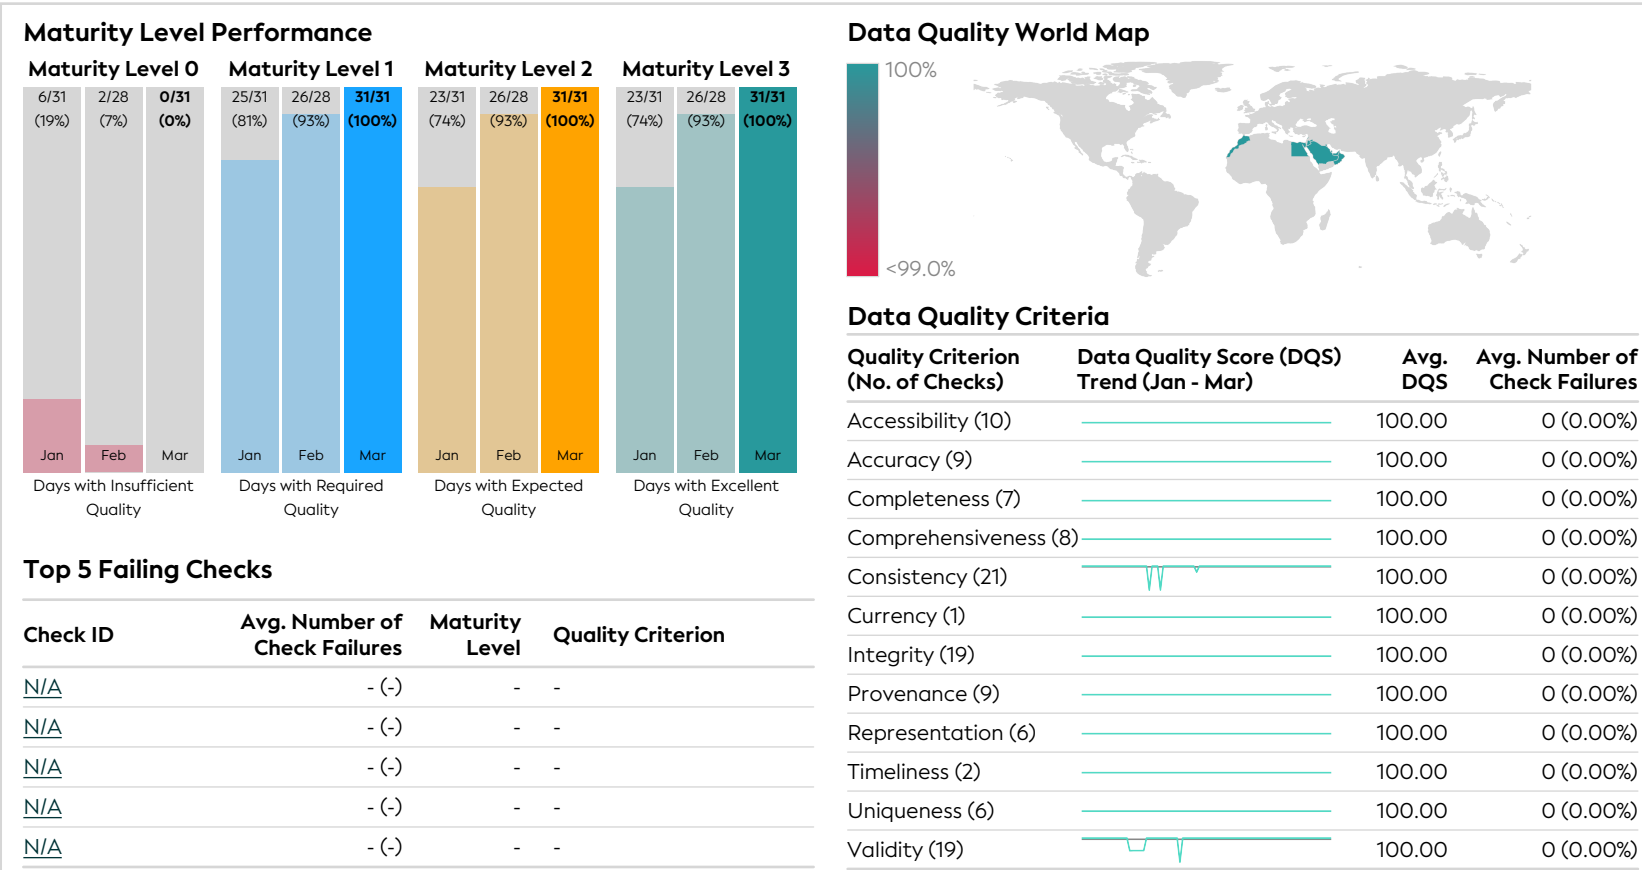 Maturity Level Performance
Maturity Level 0
Maturity Level 1
Maturity Level 2
Maturity Level 3
6/31 2/28 0/31
(19%) (7%) (0%)
25/31 26/28 31/31
(81%) (93%) (100%)
23/31 26/28 31/31
(74%) (93%) (100%)
23/31 26/28 31/31
(74%) (93%) (100%)
Jan Feb Mar
Jan Feb Mar
Jan Feb Mar
Jan Feb Mar
Days with Insufficient
Quality
Days with Required
Quality
Days with Expected
Quality
Days with Excellent
Quality
Top 5 Failing Checks
Check ID
Avg. Number of
Check Failures
Maturity
Level
Quality Criterion
N/A - (-) - -
N/A - (-) - -
N/A - (-) - -
N/A - (-) - -
N/A - (-) - -
Data Quality World Map
100%
<99.0%
Data Quality Criteria
Quality Criterion
(No. of Checks)
Data Quality Score (DQS)
Trend (Jan - Mar)
Avg.
DQS
Avg. Number of
Check Failures
Accessibility (10) 100.00 0 (0.00%)
Accuracy (9) 100.00 0 (0.00%)
Completeness (7) 100.00 0 (0.00%)
Comprehensiveness (8) 100.00 0 (0.00%)
Consistency (21) 100.00 0 (0.00%)
Currency (1) 100.00 0 (0.00%)
Integrity (19) 100.00 0 (0.00%)
Provenance (9) 100.00 0 (0.00%)
Representation (6) 100.00 0 (0.00%)
Timeliness (2) 100.00 0 (0.00%)
Uniqueness (6) 100.00 0 (0.00%)
Validity (19) 100.00 0 (0.00%)